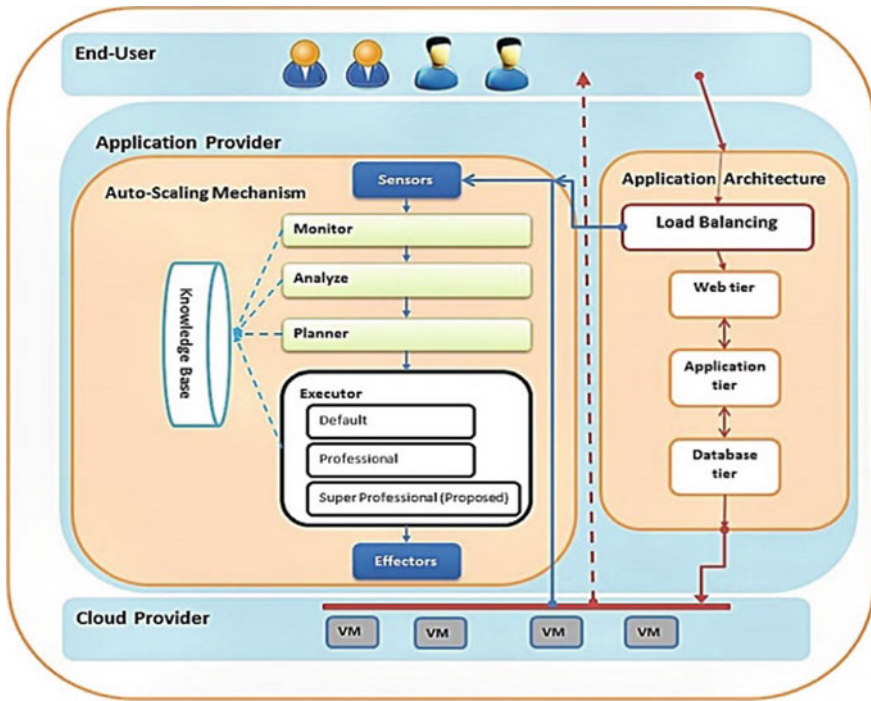 End-User
Application Provider
Auto-Scaling Mechanism
Sensors
Monitor
Analyze
Planner
Knowledge Base
Executor
Default
Professional
Super Professional (Proposed)
Effectors
Application Architecture
Load Balancing
Web tier
Application
tier
Database
tier
Cloud Provider
VM
VM
VM
VM